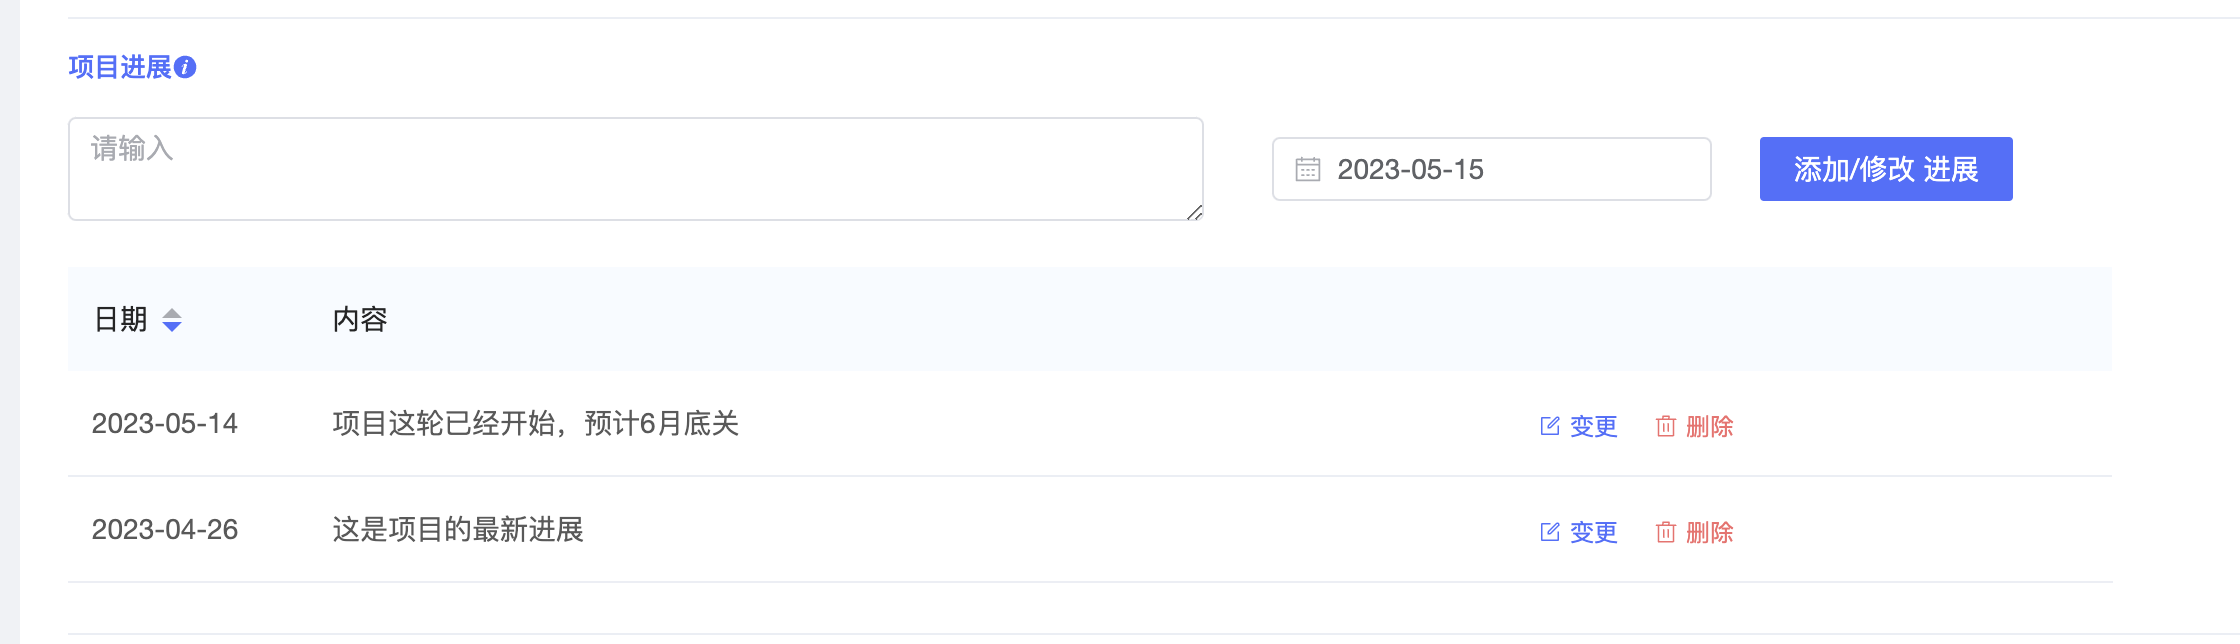 项目进展
请输入
2023-05-15
添加/修改 进展
日期 内容
2023-05-14 项目这轮已经开始，预计6月底关 变更 删除
2023-04-26 这是项目的最新进展 变更 删除